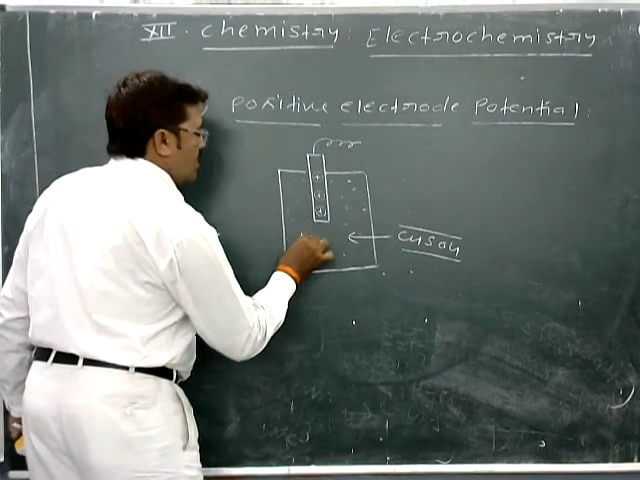 XII. Chemistry: Electrochemistry
Positive electrode Potential:
CuSO4